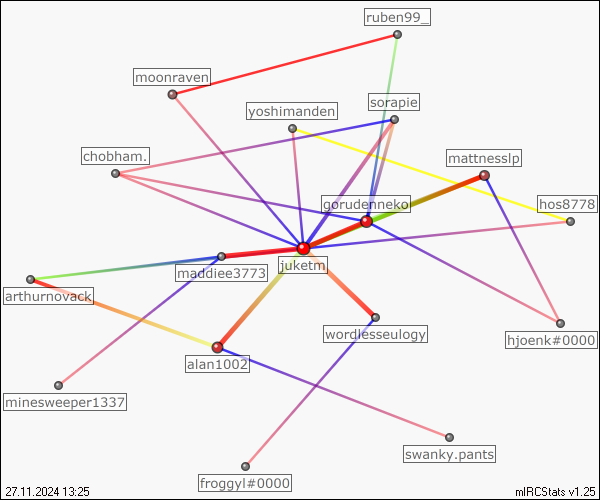 ruben99_
moonraven
sorapie
yoshimanden
chobham.
mattnesslp
gorudenneko
hos8778
juketm
maddiee3773
arthurnovack
wordlesseulogy
hjoenk#0000
alan1002
minesweeper1337
swanky.pants
froggyl#0000
27.11.2024 13:25
mIRCStats v1.25